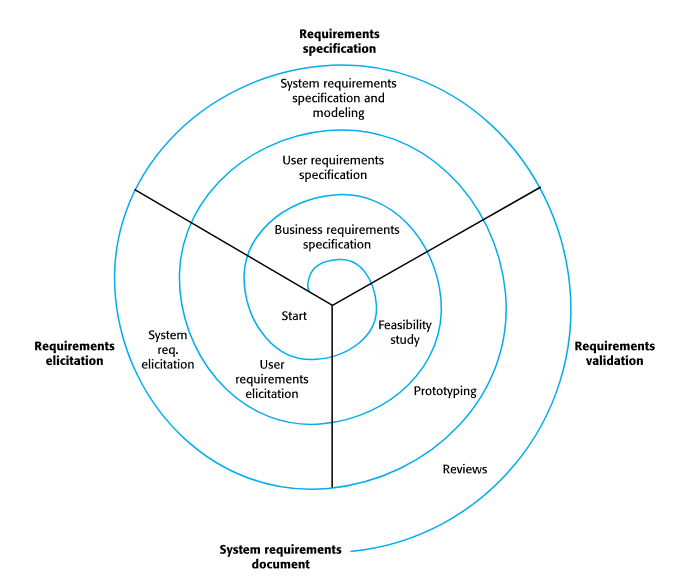 Requirements
specification
System requirements
specification and
modeling
User requirements
specification
Business requirements
specification
Start
Feasibility
study
System
req.
elicitation
Requirements
elicitation
Requirements
validation
User
requirements
elicitation
Prototyping
Reviews
System requirements
document